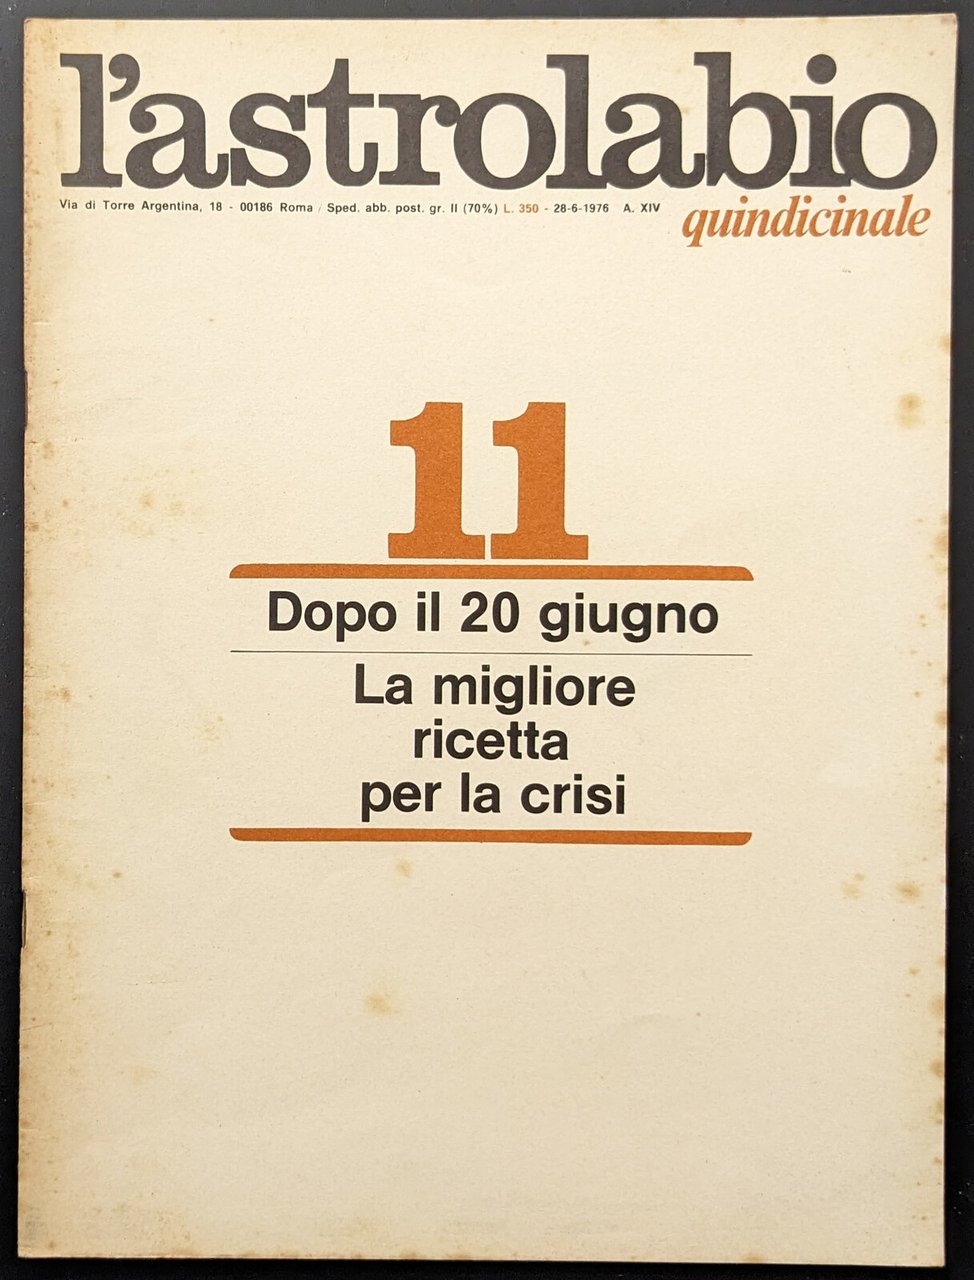 l'astrolabio
Via di Torre Argentina, 18 - 00186 Roma / Sped. abb. post. gr. II (70%) L. 350 - 28-6-1976 A. XIV
quindicinale
11
Dopo il 20 giugno
La migliore
ricetta
per la crisi